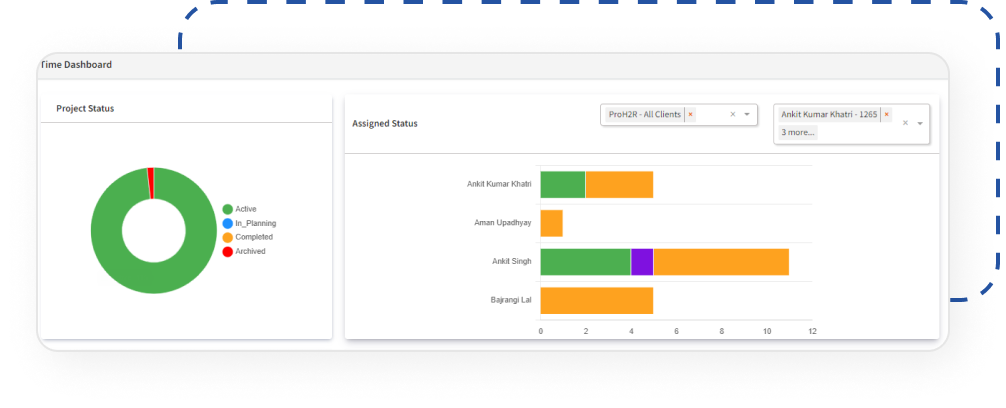 Time Dashboard
Project Status
Assigned Status
ProH2R - All Clients × × 
Ankit Kumar Khatri - 1265 × ×
3 more...
Active
In_Planning
Completed
Archived
Ankit Kumar Khatri
Aman Upadhyay
Ankit Singh
Bajrangi Lal
0 2 4 6 8 10 12